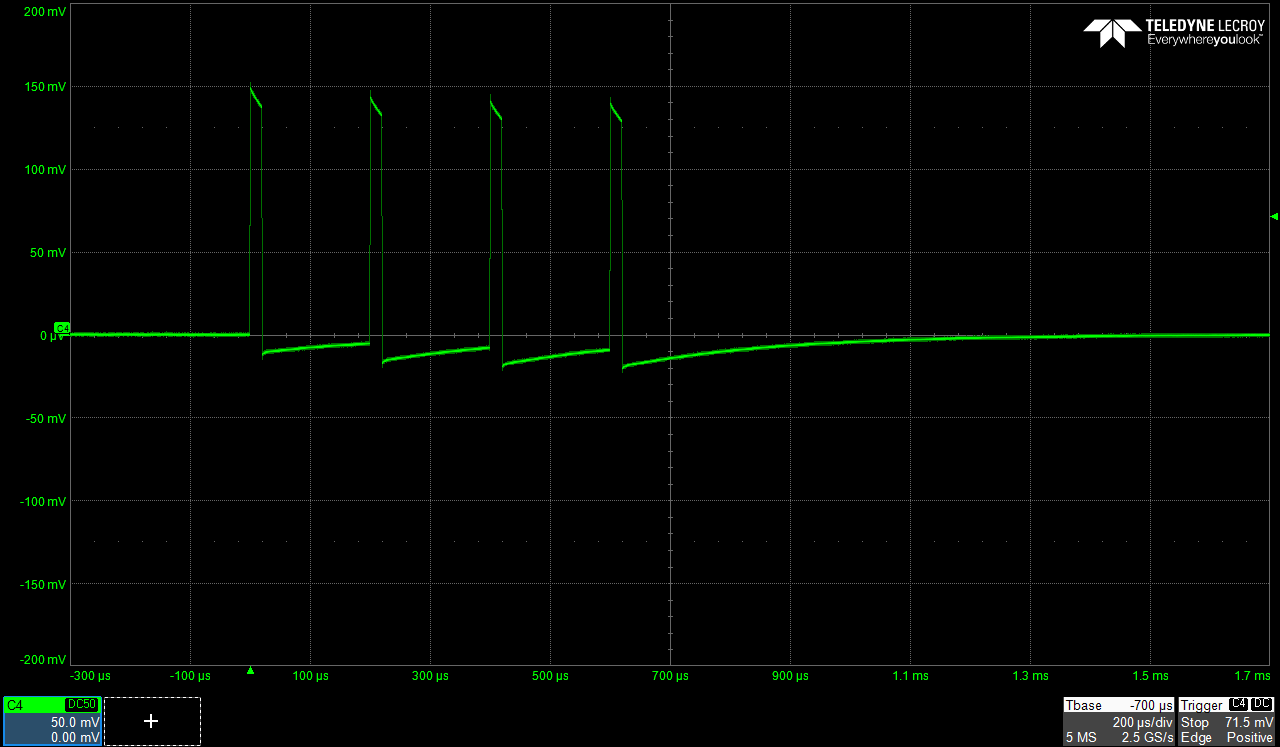 200 mV
TELEDYNE LECROY
Everywhereyoulook™
150 mV
100 mV
50 mV
C4
0 µV
-50 mV
-100 mV
-150 mV
-200 mV
-300 µs -100 µs 100 µs 300 µs 500 µs 700 µs 900 µs 1.1 ms 1.3 ms 1.5 ms 1.7 ms
C4 DC50
50.0 mV
0.00 mV
+
Tbase -700 µs
200 µs/div
5 MS 2.5 GS/s
Trigger C4 DC
Stop 71.5 mV
Edge Positive